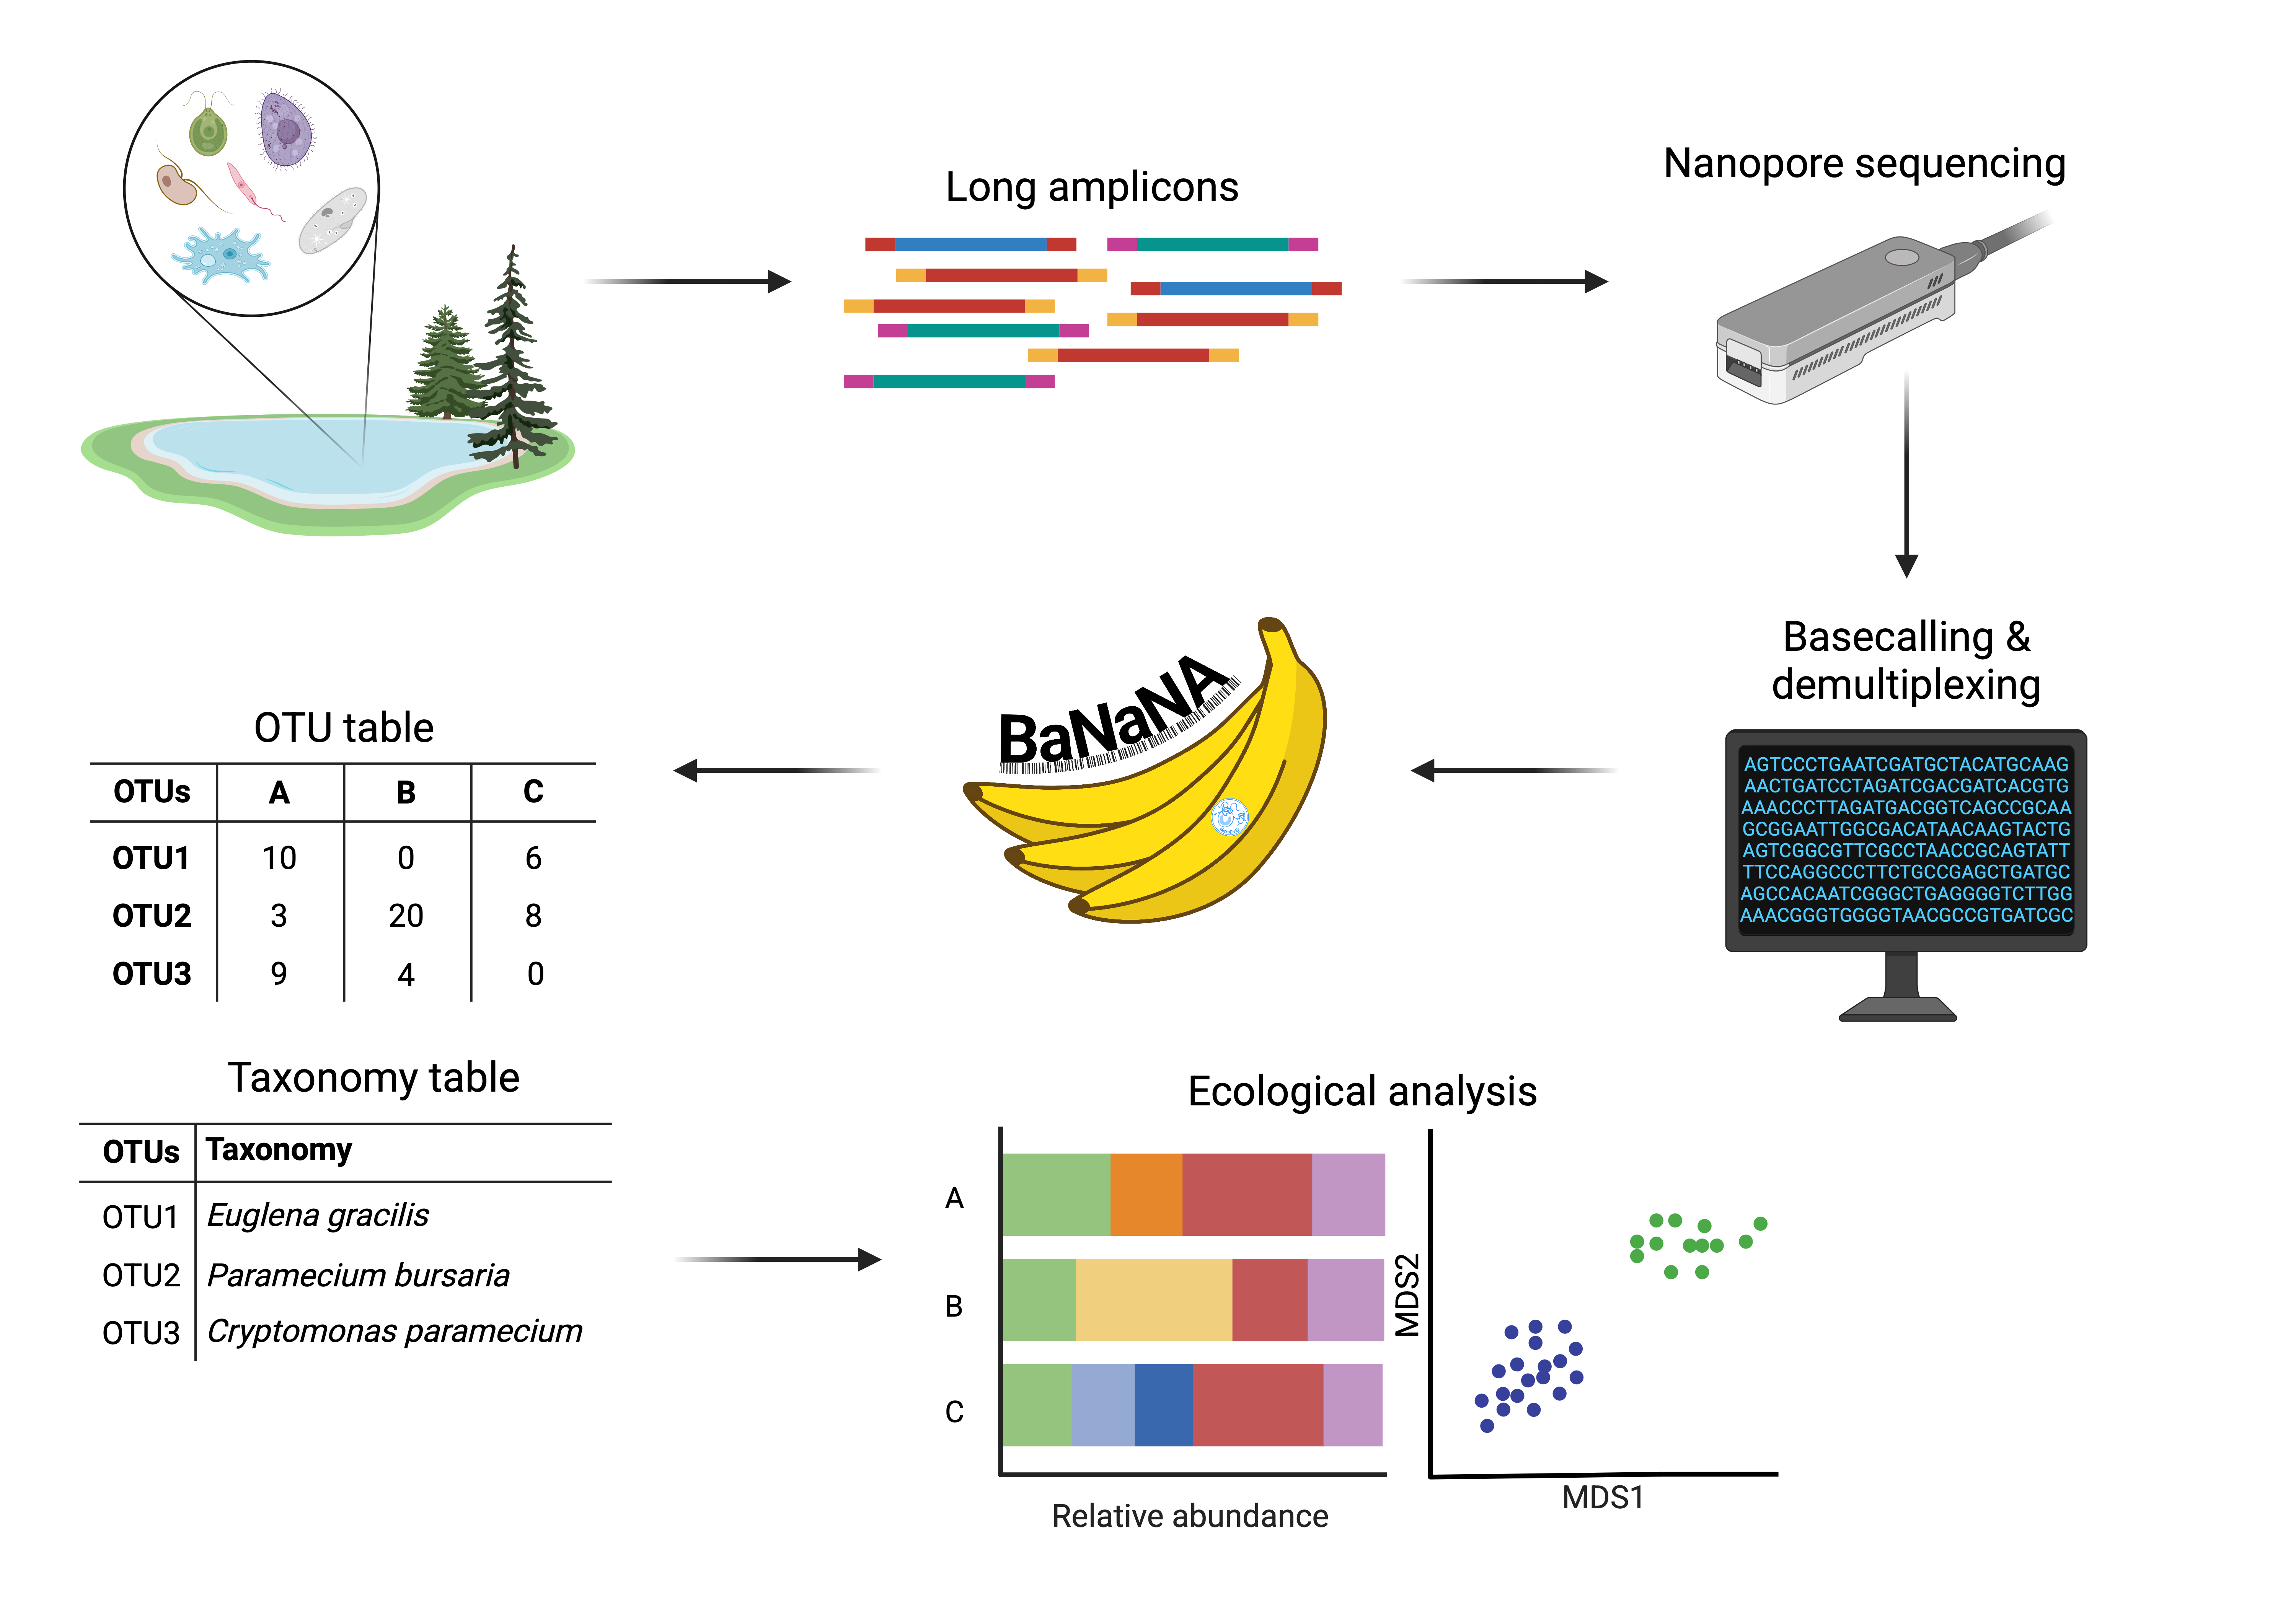 Long amplicons
Nanopore sequencing
Basecalling &
demultiplexing
AGTCCCTGAATCGATGCTACATGCAAG
AACTGATCCTAGATCGACGATCACGTG
AAACCCTTAGATGACGGTCAGCCGCAA
GCGGAATTGGCGACATAACAAGTACTG
AGTCGGCGTTCGCCTAACCGCAGTATT
TTCCAGGCCCTTCTGCCGAGCTGATGC
AGCCACAATCGGGCTGAGGGGTCTTGG
AAACGGGTGGGGTAACGCCGTGATCGC
BaNaNA
OTU table
OTUs A B C
OTU1 10 0 6
OTU2 3 20 8
OTU3 9 4 0
Taxonomy table
OTUs Taxonomy
OTU1 Euglena gracilis
OTU2 Paramecium bursaria
OTU3 Cryptomonas paramecium
Ecological analysis
A
B
C
Relative abundance
MDS2
MDS1